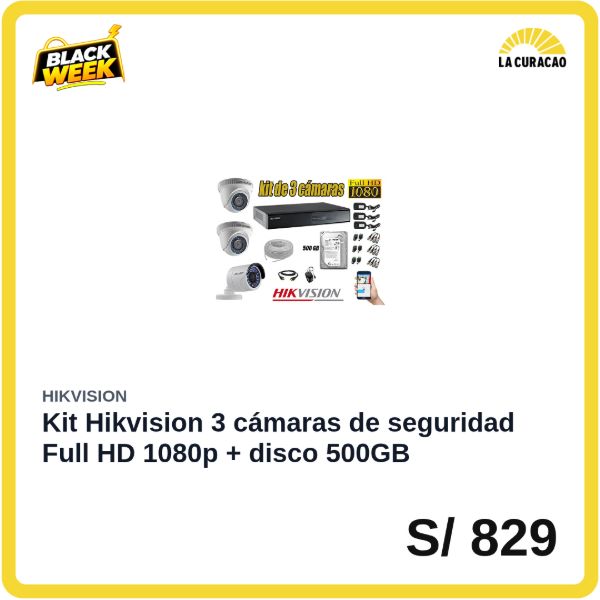 BLACK
WEEK
LA CURACAO
kit de 3 cámaras
Full HD
1080
500 GB
HIKVISION
HIKVISION
Kit Hikvision 3 cámaras de seguridad
Full HD 1080p + disco 500GB
S/ 829